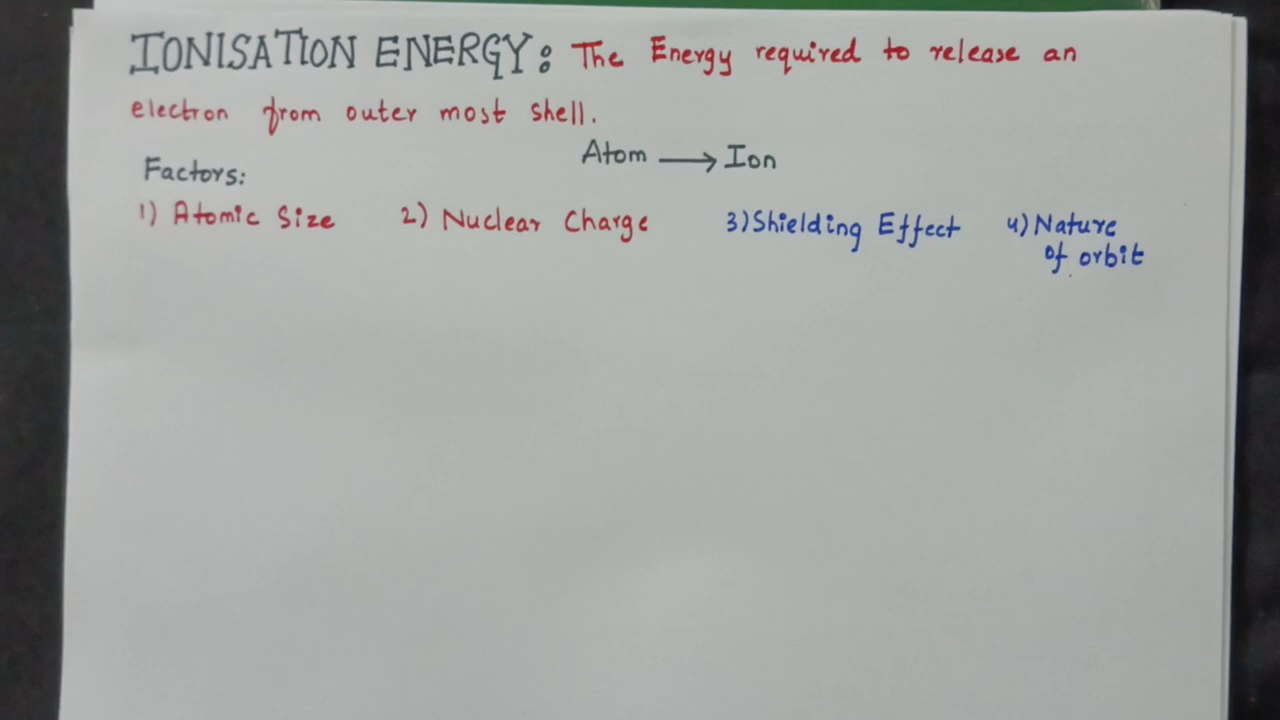 IONISATION ENERGY: The Energy required to release an
electron from outer most shell.
Atom ⟶ Ion
Factors:
1) Atomic Size 2) Nuclear Charge 3) Shielding Effect 4) Nature
of orbit